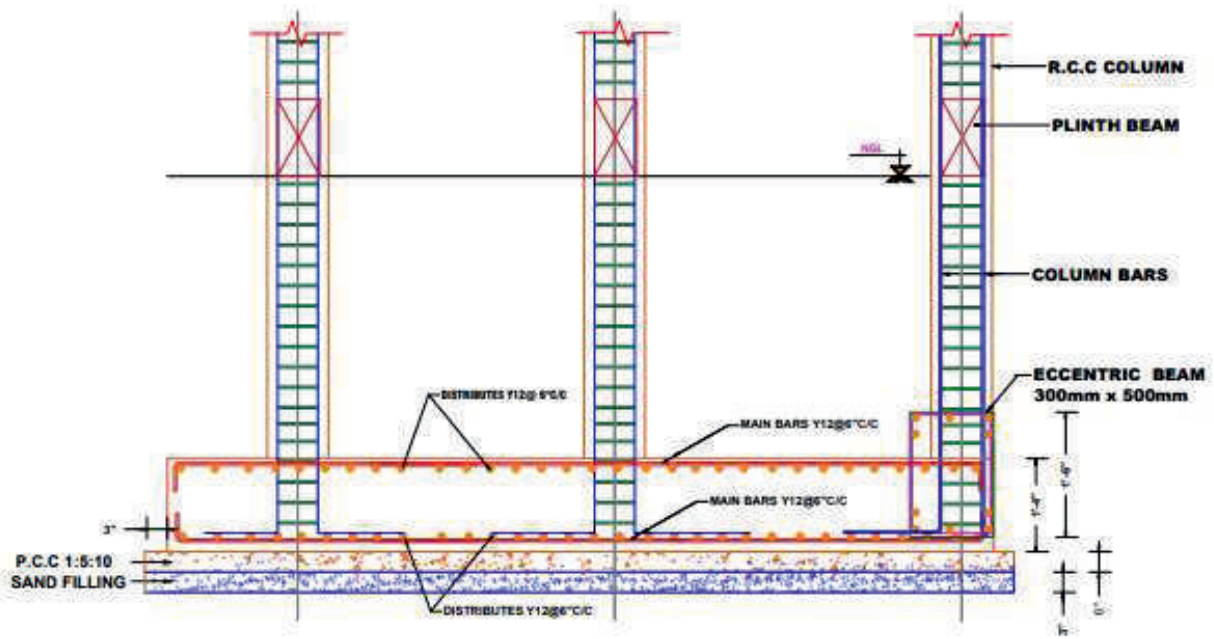 R.C.C COLUMN
PLINTH BEAM
NGL
COLUMN BARS
ECCENTRIC BEAM
300mm x 500mm
DISTRIBUTES Y12@ 6"C/C
MAIN BARS Y12@6"C/C
MAIN BARS Y12@6"C/C
3"
P.C.C 1:5:10
SAND FILLING
DISTRIBUTES Y12@6"C/C
3"